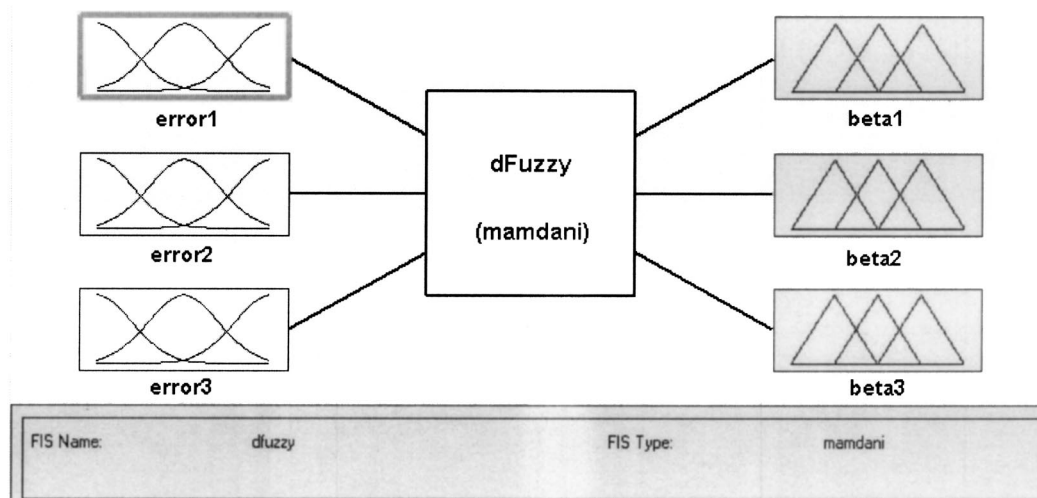 error1
error2
error3
dFuzzy
(mamdani)
beta1
beta2
beta3
FIS Name: dfuzzy FIS Type: mamdani